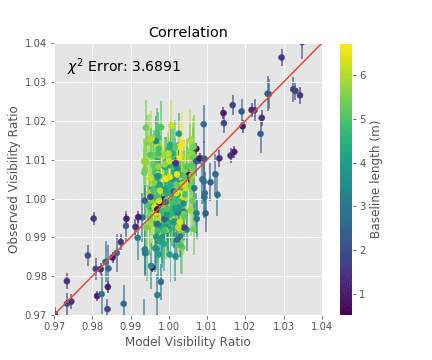 Correlation
χ² Error: 3.6891
Observed Visibility Ratio
1.04
1.03
1.02
1.01
1.00
0.99
0.98
0.97
0.97 0.98 0.99 1.00 1.01 1.02 1.03 1.04
Model Visibility Ratio
6
5
4
3
2
1
Baseline length (m)